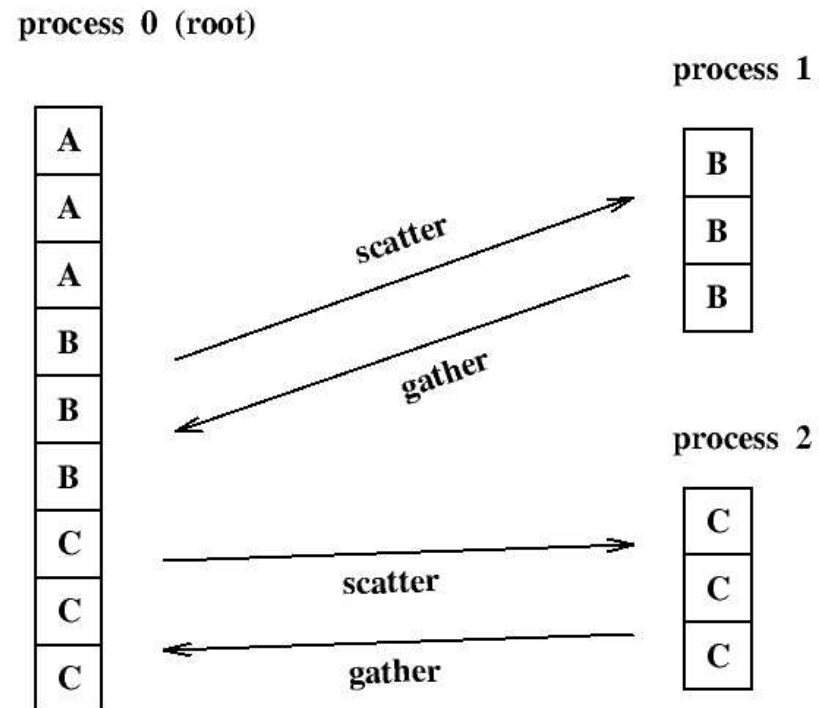 process 0 (root)
A
A
A
B
B
B
C
C
C
scatter
gather
scatter
gather
process 1
B
B
B
process 2
C
C
C